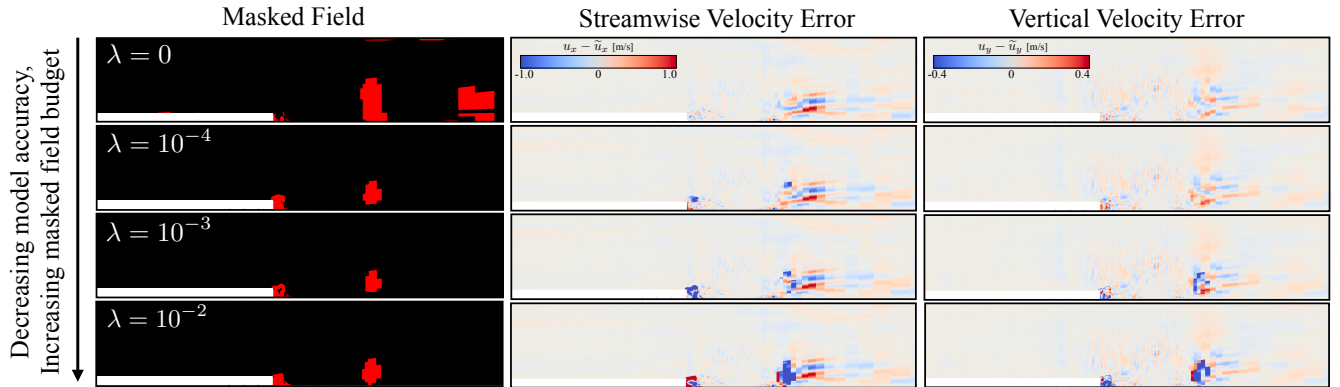 Masked Field
Streamwise Velocity Error
Vertical Velocity Error
Decreasing model accuracy,
Increasing masked field budget
λ = 0
u_x − ũ_x [m/s]
-1.0 0 1.0
u_y − ũ_y [m/s]
-0.4 0 0.4
λ = 10⁻⁴
λ = 10⁻³
λ = 10⁻²